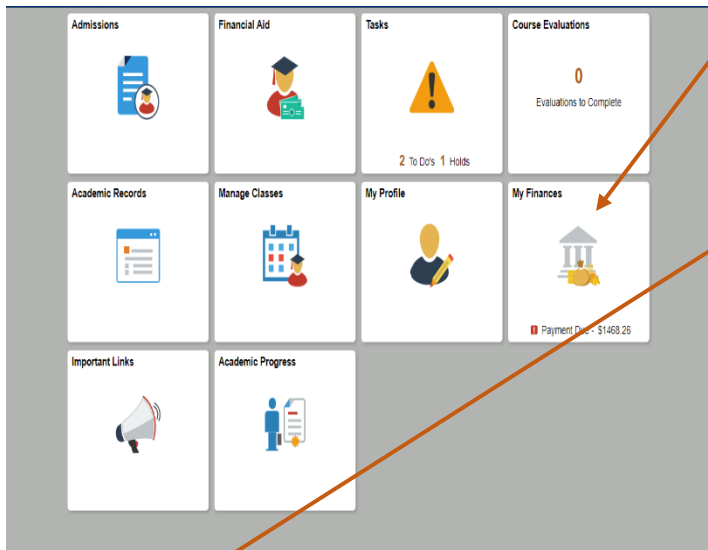 Admissions
Financial Aid
Tasks
Course Evaluations
0
Evaluations to Complete
2 To Do's 1 Holds
Academic Records
Manage Classes
My Profile
My Finances
Payment Due - $1468.26
Important Links
Academic Progress